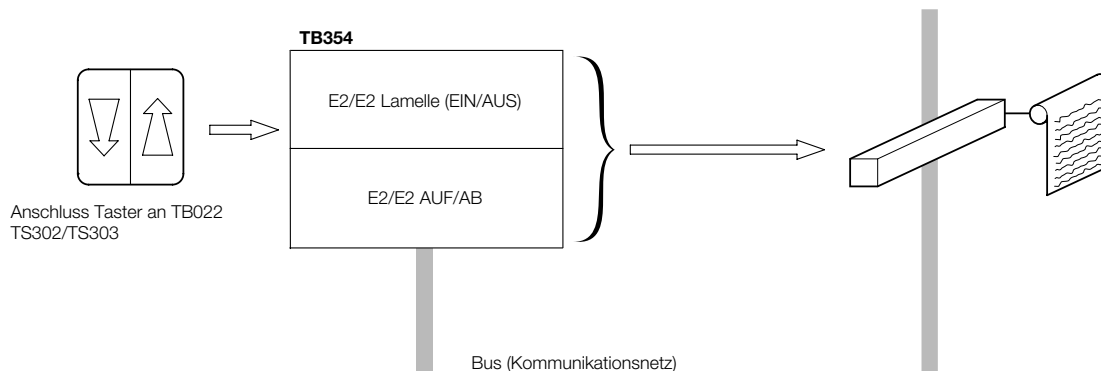 TB354
E2/E2 Lamelle (EIN/AUS)
E2/E2 AUF/AB
Anschluss Taster an TB022
TS302/TS303
Bus (Kommunikationsnetz)